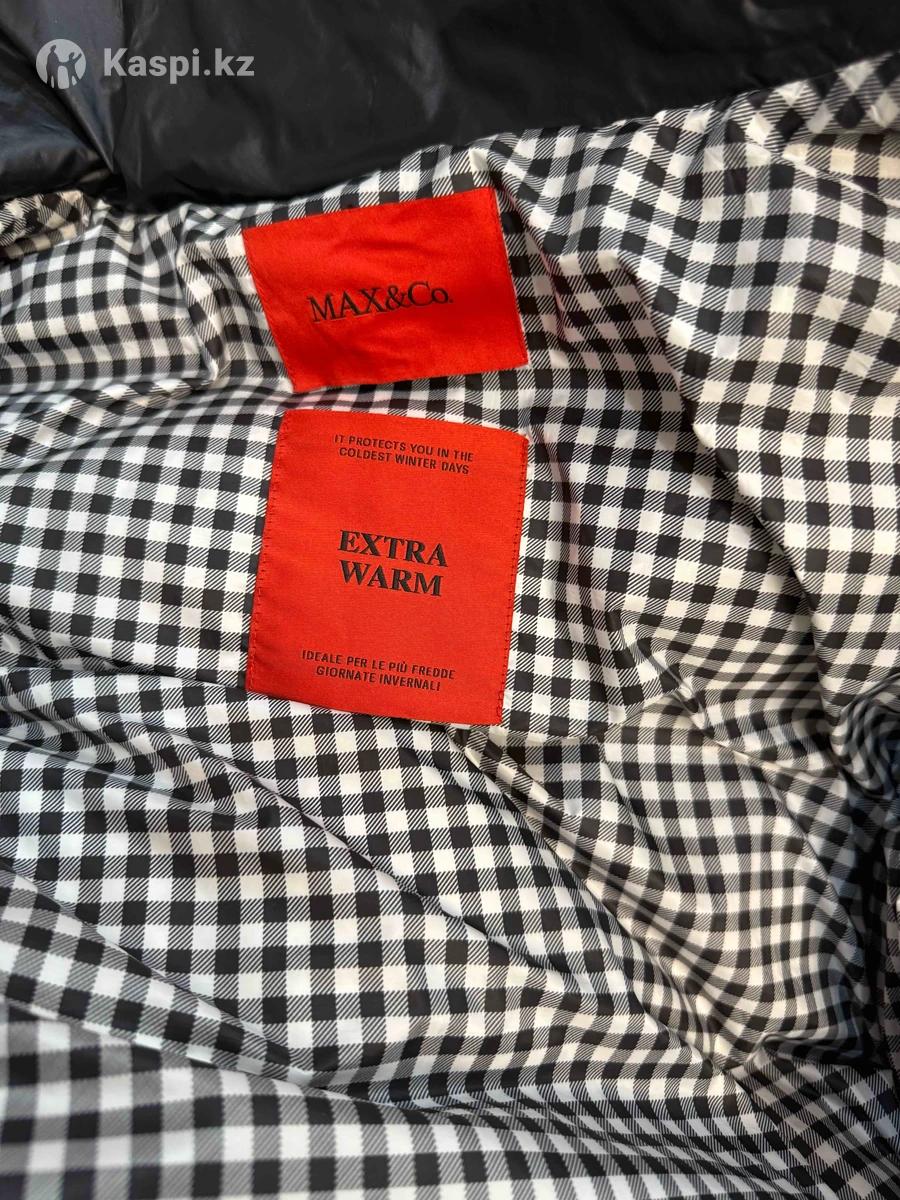 Kaspi.kz
MAX&Co.
IT PROTECTS YOU IN THE
COLDEST WINTER DAYS
EXTRA
WARM
IDEALE PER LE PIÙ FREDDE
GIORNATE INVERNALI